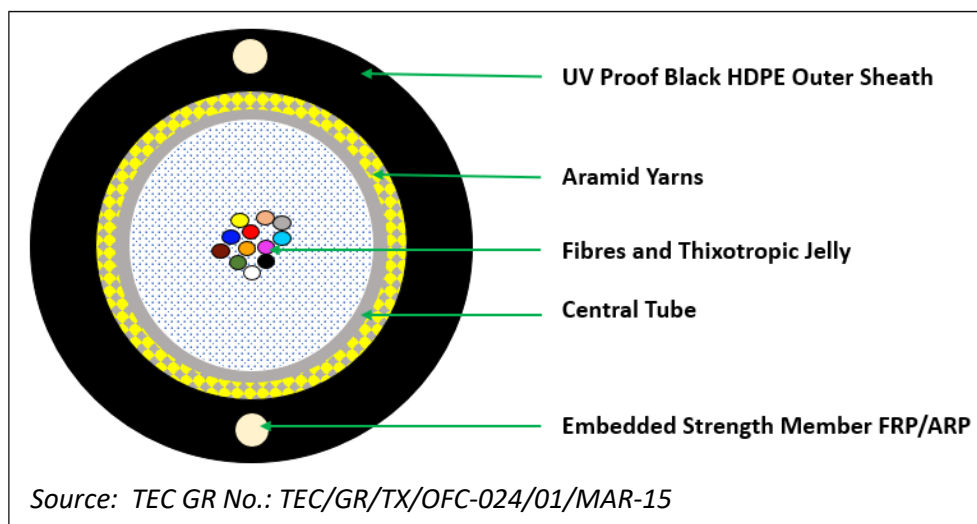 UV Proof Black HDPE Outer Sheath
Aramid Yarns
Fibres and Thixotropic Jelly
Central Tube
Embedded Strength Member FRP/ARP
Source: TEC GR No.: TEC/GR/TX/OFC-024/01/MAR-15